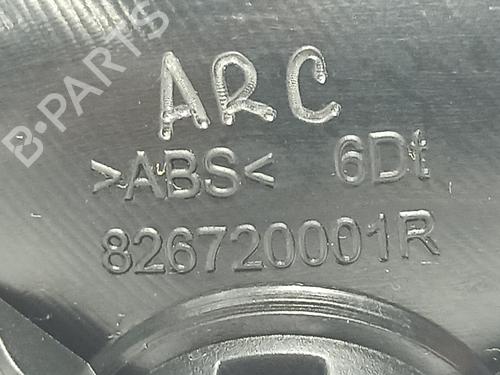 ARC
>ABS< 6Dt
826720001R
B-PARTS